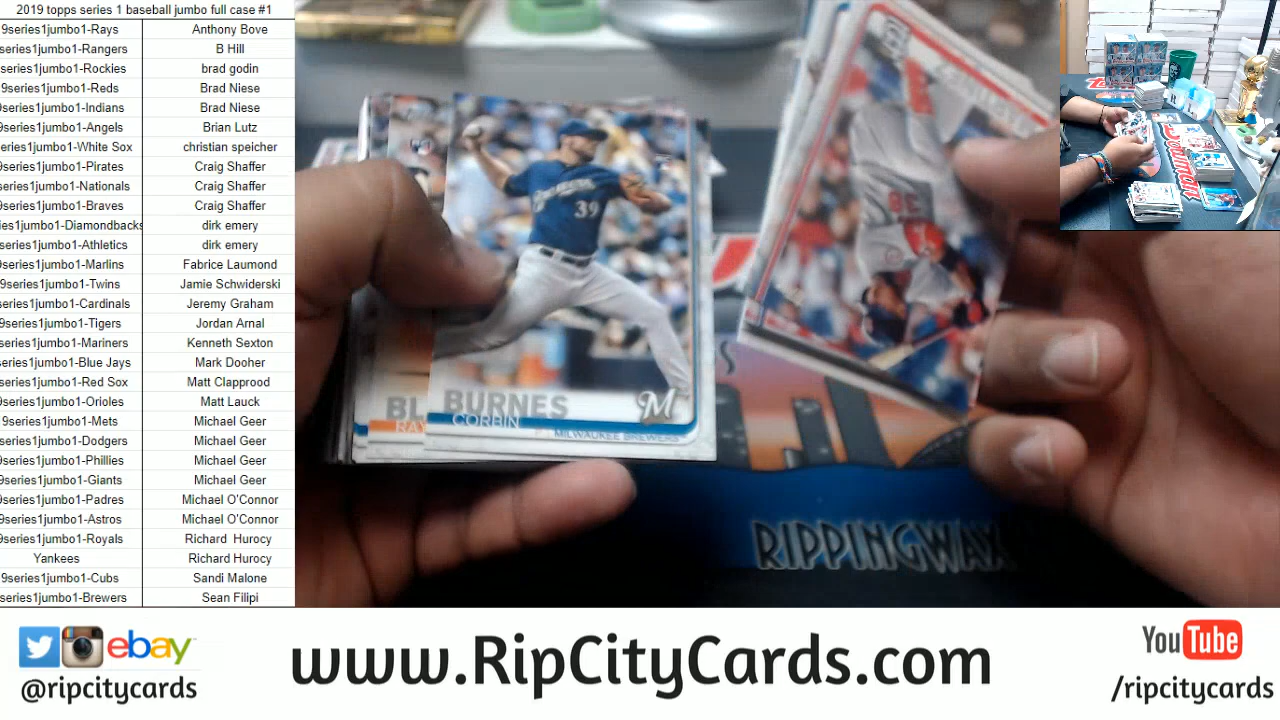 2019 topps series 1 baseball jumbo full case #1
9series1jumbo1-Rays Anthony Bove
series1jumbo1-Rangers B Hill
series1jumbo1-Rockies brad godin
9series1jumbo1-Reds Brad Niese
9series1jumbo1-Indians Brad Niese
9series1jumbo1-Angels Brian Lutz
series1jumbo1-White Sox christian speicher
9series1jumbo1-Pirates Craig Shaffer
series1jumbo1-Nationals Craig Shaffer
9series1jumbo1-Braves Craig Shaffer
ies1jumbo1-Diamondbacks dirk emery
series1jumbo1-Athletics dirk emery
9series1jumbo1-Marlins Fabrice Laumond
9series1jumbo1-Twins Jamie Schwiderski
series1jumbo1-Cardinals Jeremy Graham
9series1jumbo1-Tigers Jordan Arnal
series1jumbo1-Mariners Kenneth Sexton
series1jumbo1-Blue Jays Mark Dooher
series1jumbo1-Red Sox Matt Clapprood
series1jumbo1-Orioles Matt Lauck
9series1jumbo1-Mets Michael Geer
series1jumbo1-Dodgers Michael Geer
9series1jumbo1-Phillies Michael Geer
9series1jumbo1-Giants Michael Geer
series1jumbo1-Padres Michael O'Connor
9series1jumbo1-Astros Michael O'Connor
9series1jumbo1-Royals Richard Hurocy
Yankees Richard Hurocy
9series1jumbo1-Cubs Sandi Malone
series1jumbo1-Brewers Sean Filipi
39
38
BL
RAY
BURNES
CORBIN
M
MILWAUKEE BREWERS
RIPPINGWAX
Bowman
ebay
@ripcitycards
www.RipCityCards.com
YouTube
/ripcitycards